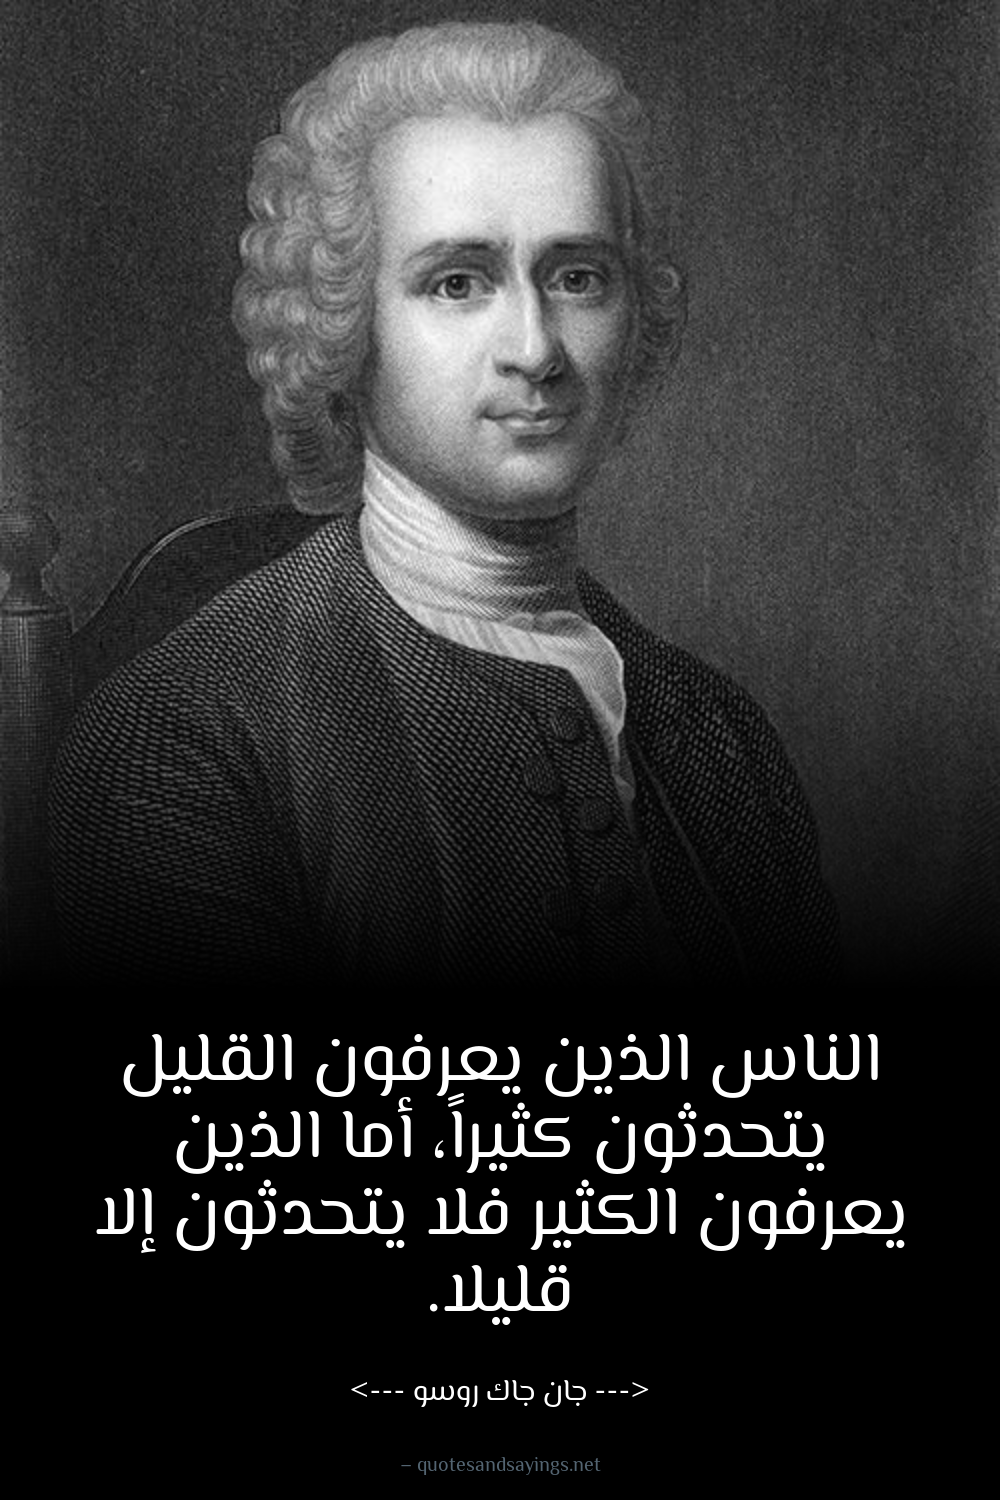 الناس الذين يعرفون القليل
يتحدثون كثيراً، أما الذين
يعرفون الكثير فلا يتحدثون إلا
قليلا.
<--- جان جاك روسو --->
– quotesandsayings.net